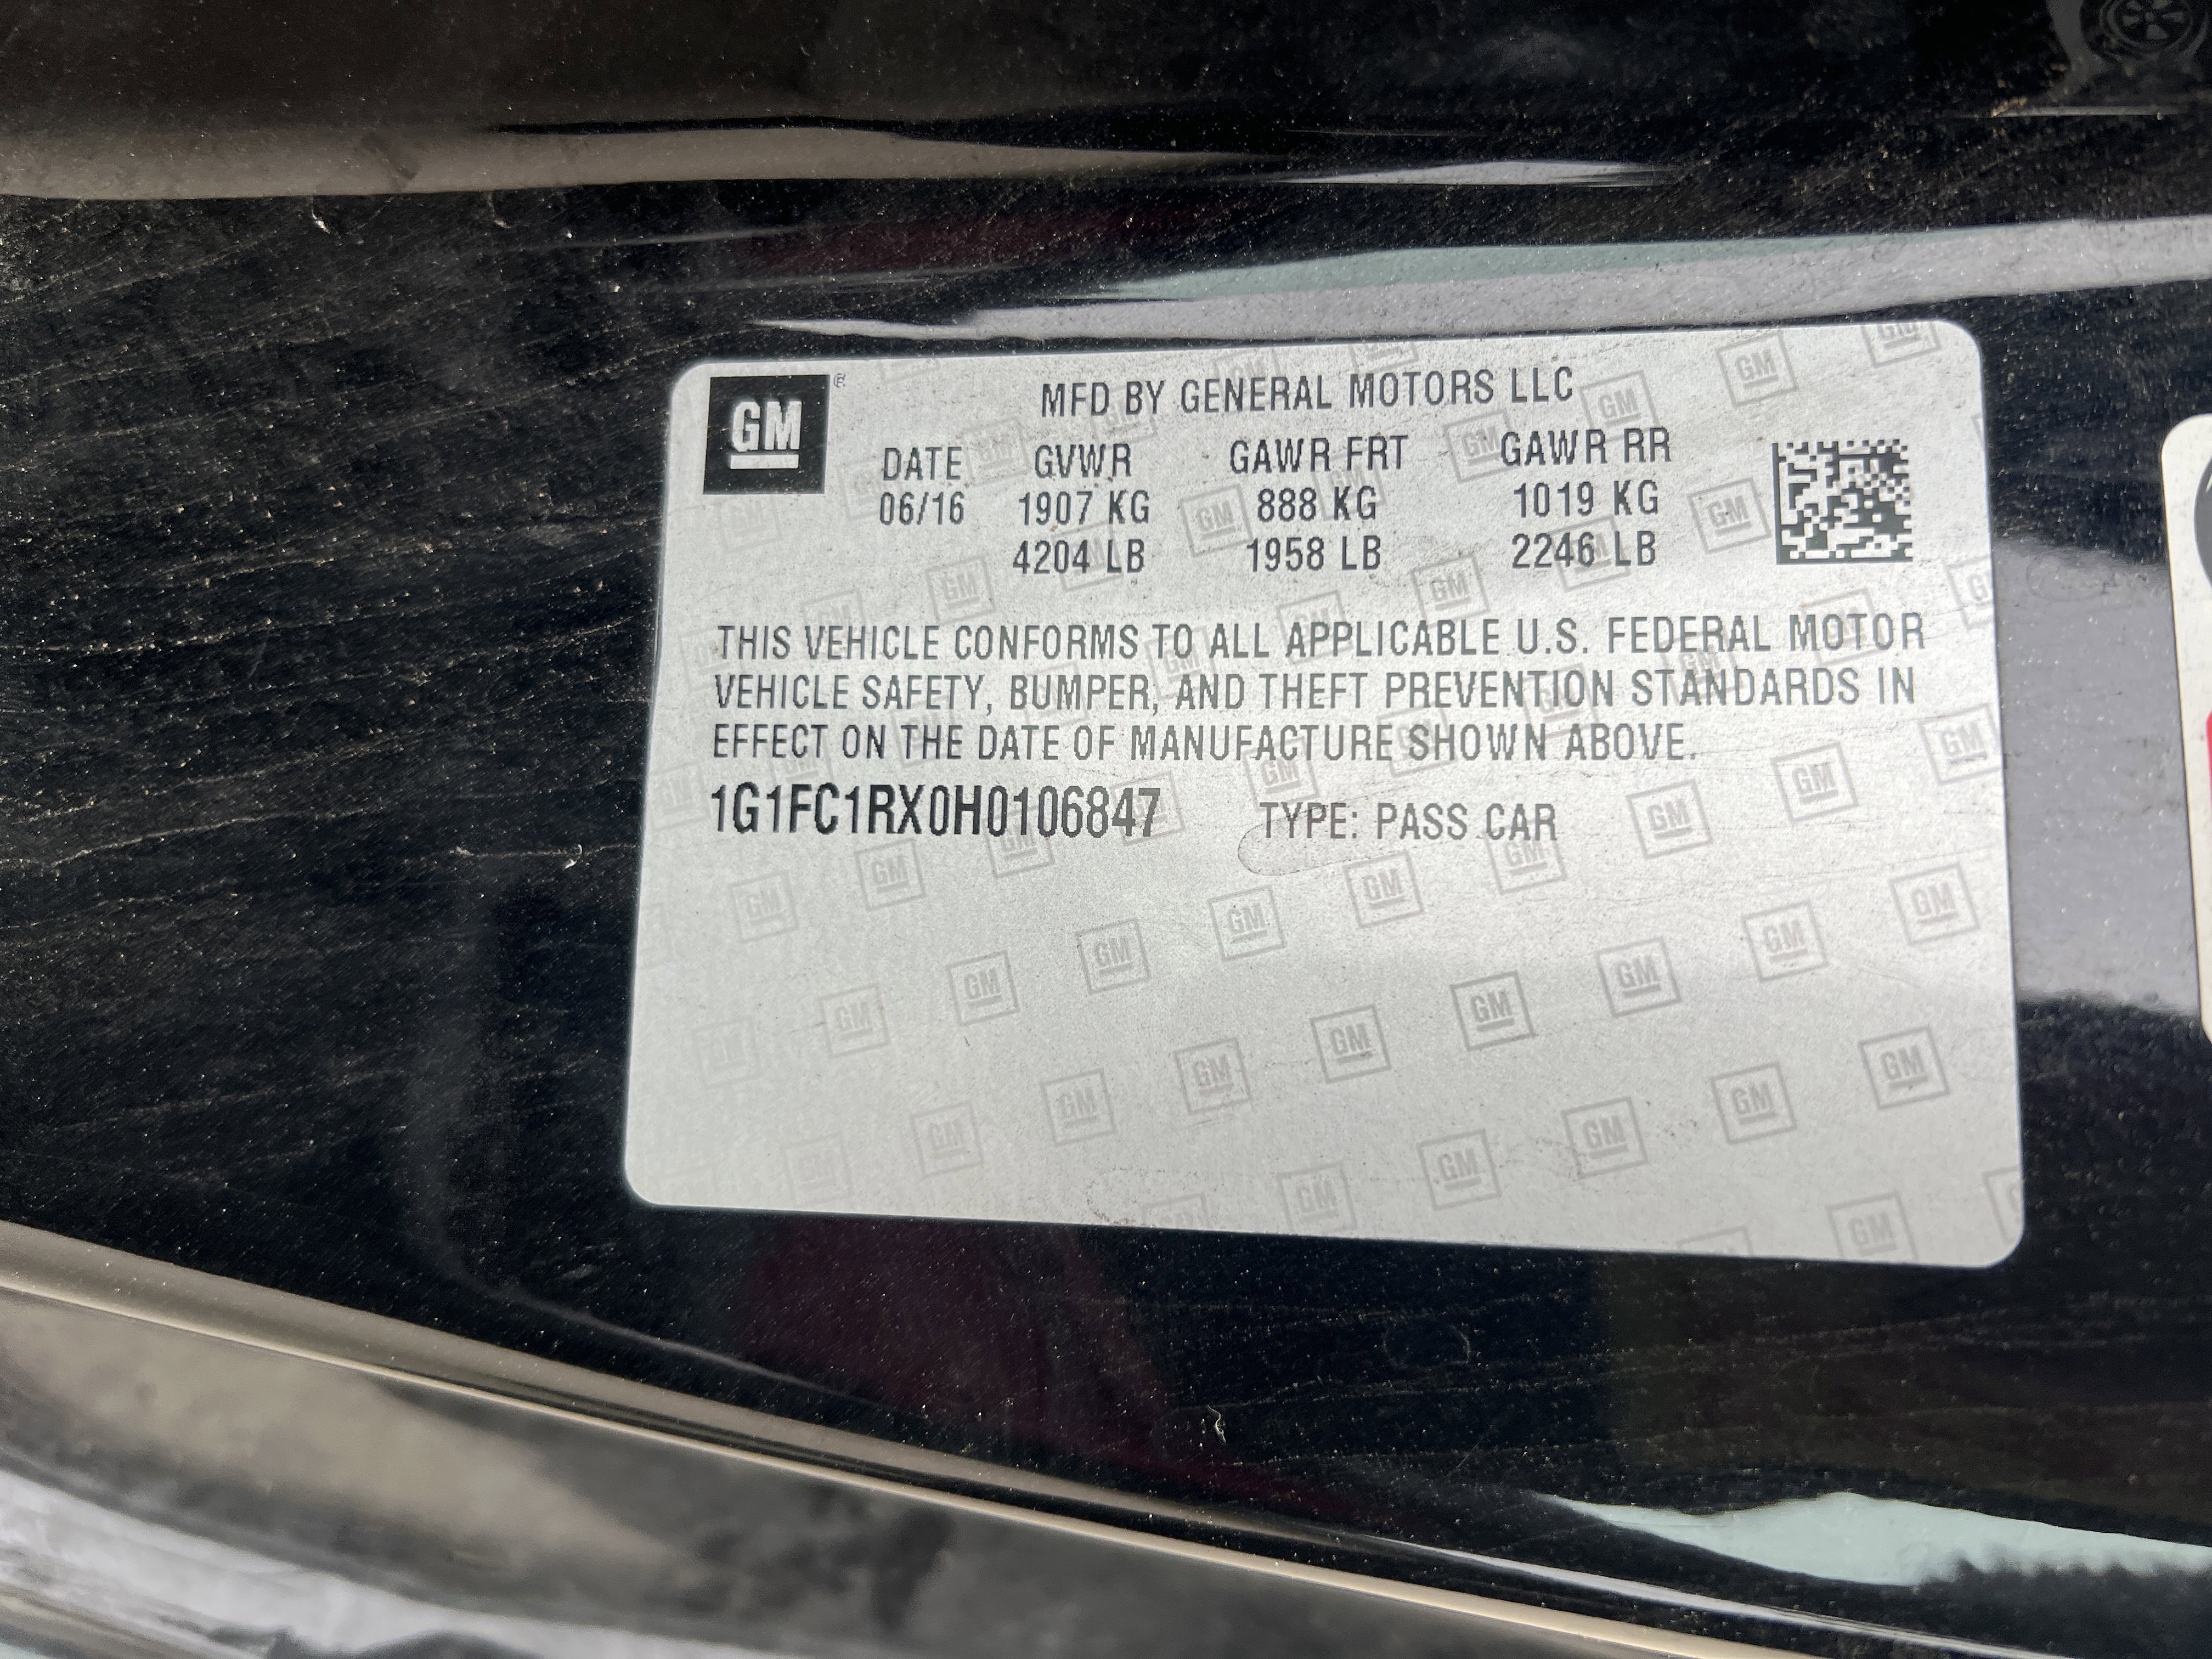 GM
MFD BY GENERAL MOTORS LLC
DATE GVWR GAWR FRT GAWR RR
06/16 1907 KG 888 KG 1019 KG
4204 LB 1958 LB 2246 LB
THIS VEHICLE CONFORMS TO ALL APPLICABLE U.S. FEDERAL MOTOR
VEHICLE SAFETY, BUMPER, AND THEFT PREVENTION STANDARDS IN
EFFECT ON THE DATE OF MANUFACTURE SHOWN ABOVE.
1G1FC1RX0H0106847 TYPE: PASS CAR